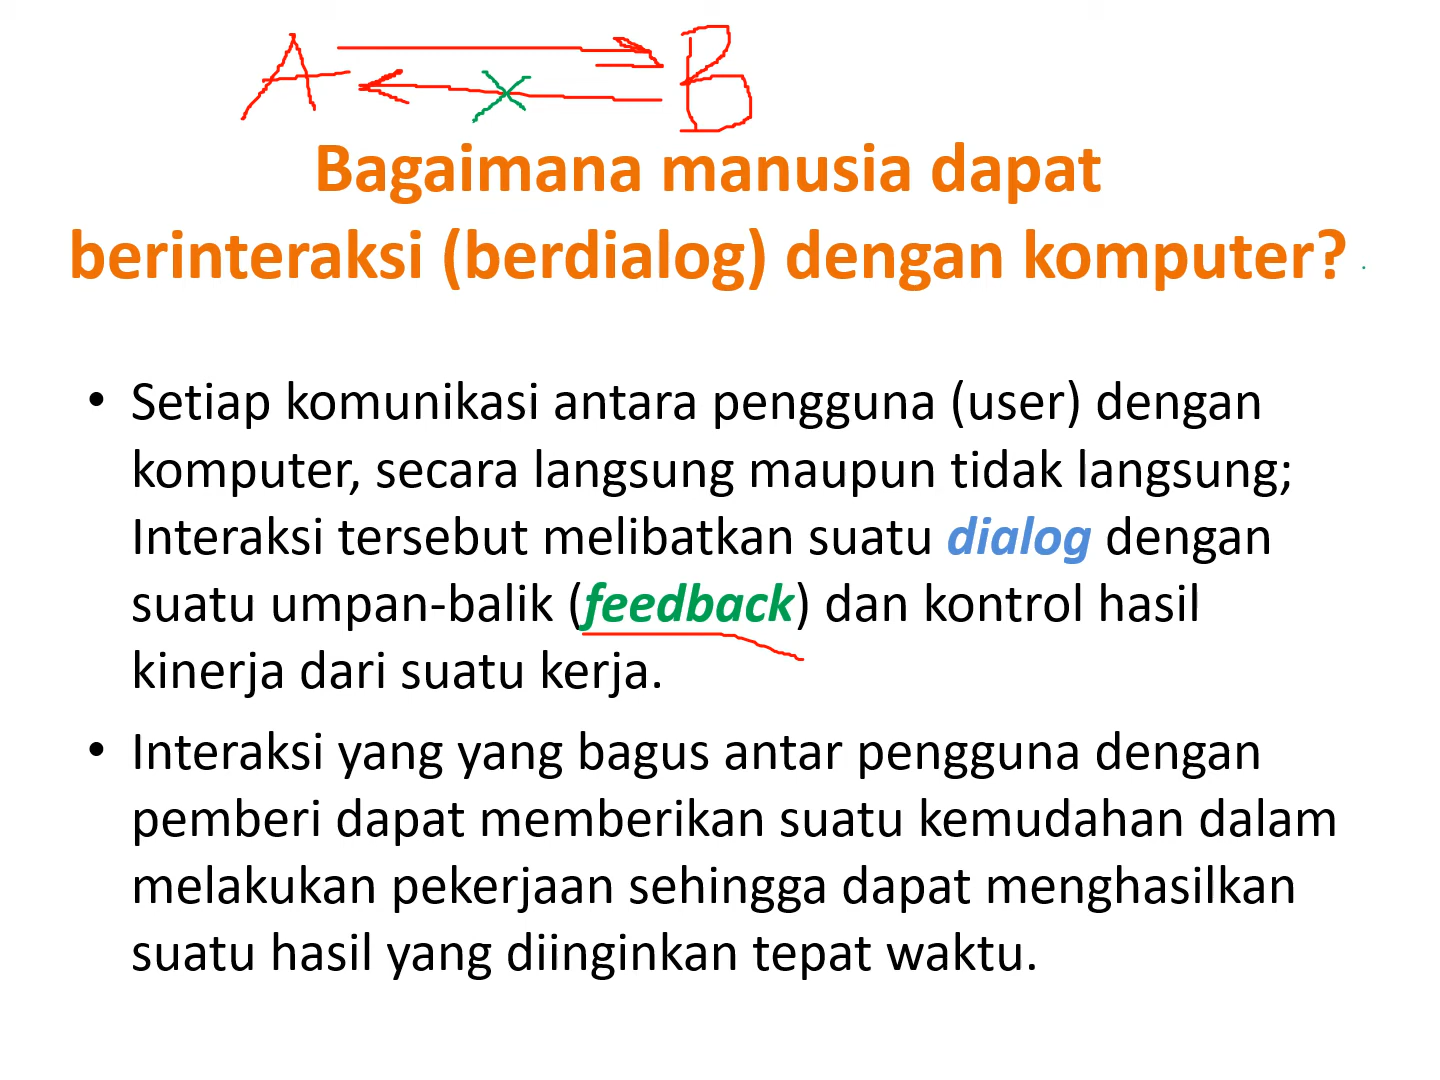 A B
Bagaimana manusia dapat
berinteraksi (berdialog) dengan komputer?
• Setiap komunikasi antara pengguna (user) dengan
komputer, secara langsung maupun tidak langsung;
Interaksi tersebut melibatkan suatu dialog dengan
suatu umpan-balik (feedback) dan kontrol hasil
kinerja dari suatu kerja.
• Interaksi yang yang bagus antar pengguna dengan
pemberi dapat memberikan suatu kemudahan dalam
melakukan pekerjaan sehingga dapat menghasilkan
suatu hasil yang diinginkan tepat waktu.